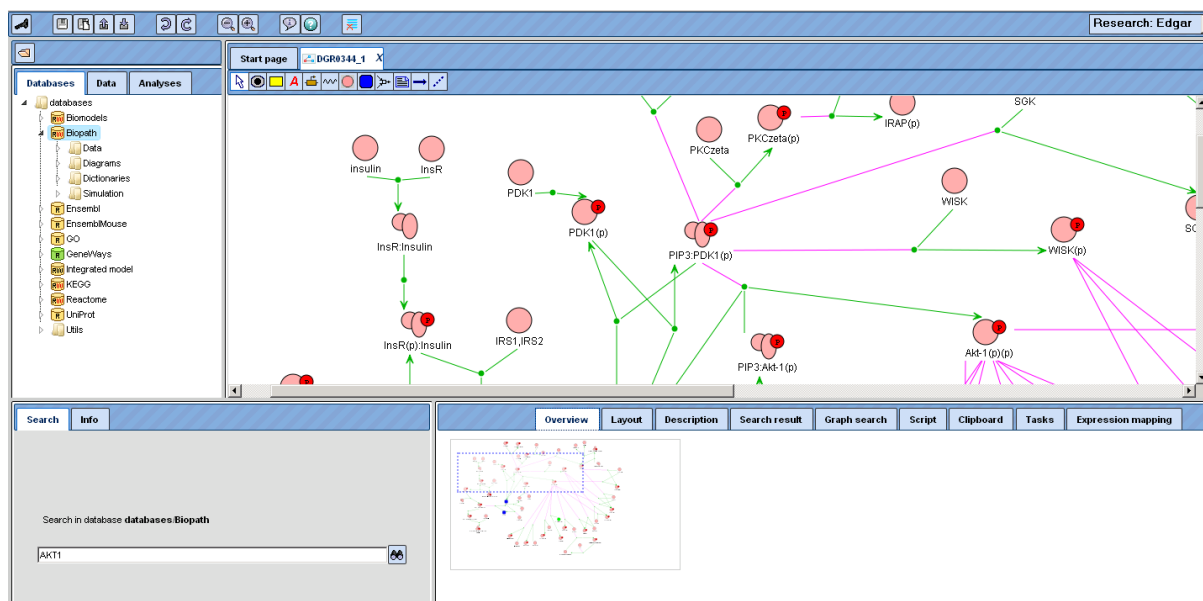 Research: Edgar
Start page
DGR0344_1 X
Databases
Data
Analyses
databases
Biomodels
Biopath
Data
Diagrams
Dictionaries
Simulation
Ensembl
EnsemblMouse
GO
GeneWays
Integrated model
KEGG
Reactome
UniProt
Utils
A
SGK
IRAP(p)
P
PKCzeta(p)
PKCzeta
insulin
InsR
PDK1
WISK
P
PDK1(p)
P
PIP3:PDK1(p)
P
WISK(p)
InsR:Insulin
P
InsR(p):Insulin
IRS1,IRS2
P
PIP3:Akt-1(p)
P
Akt-1(p)(p)
P
Search
Info
Overview
Layout
Description
Search result
Graph search
Script
Clipboard
Tasks
Expression mapping
Search in database databases/Biopath
AKT1